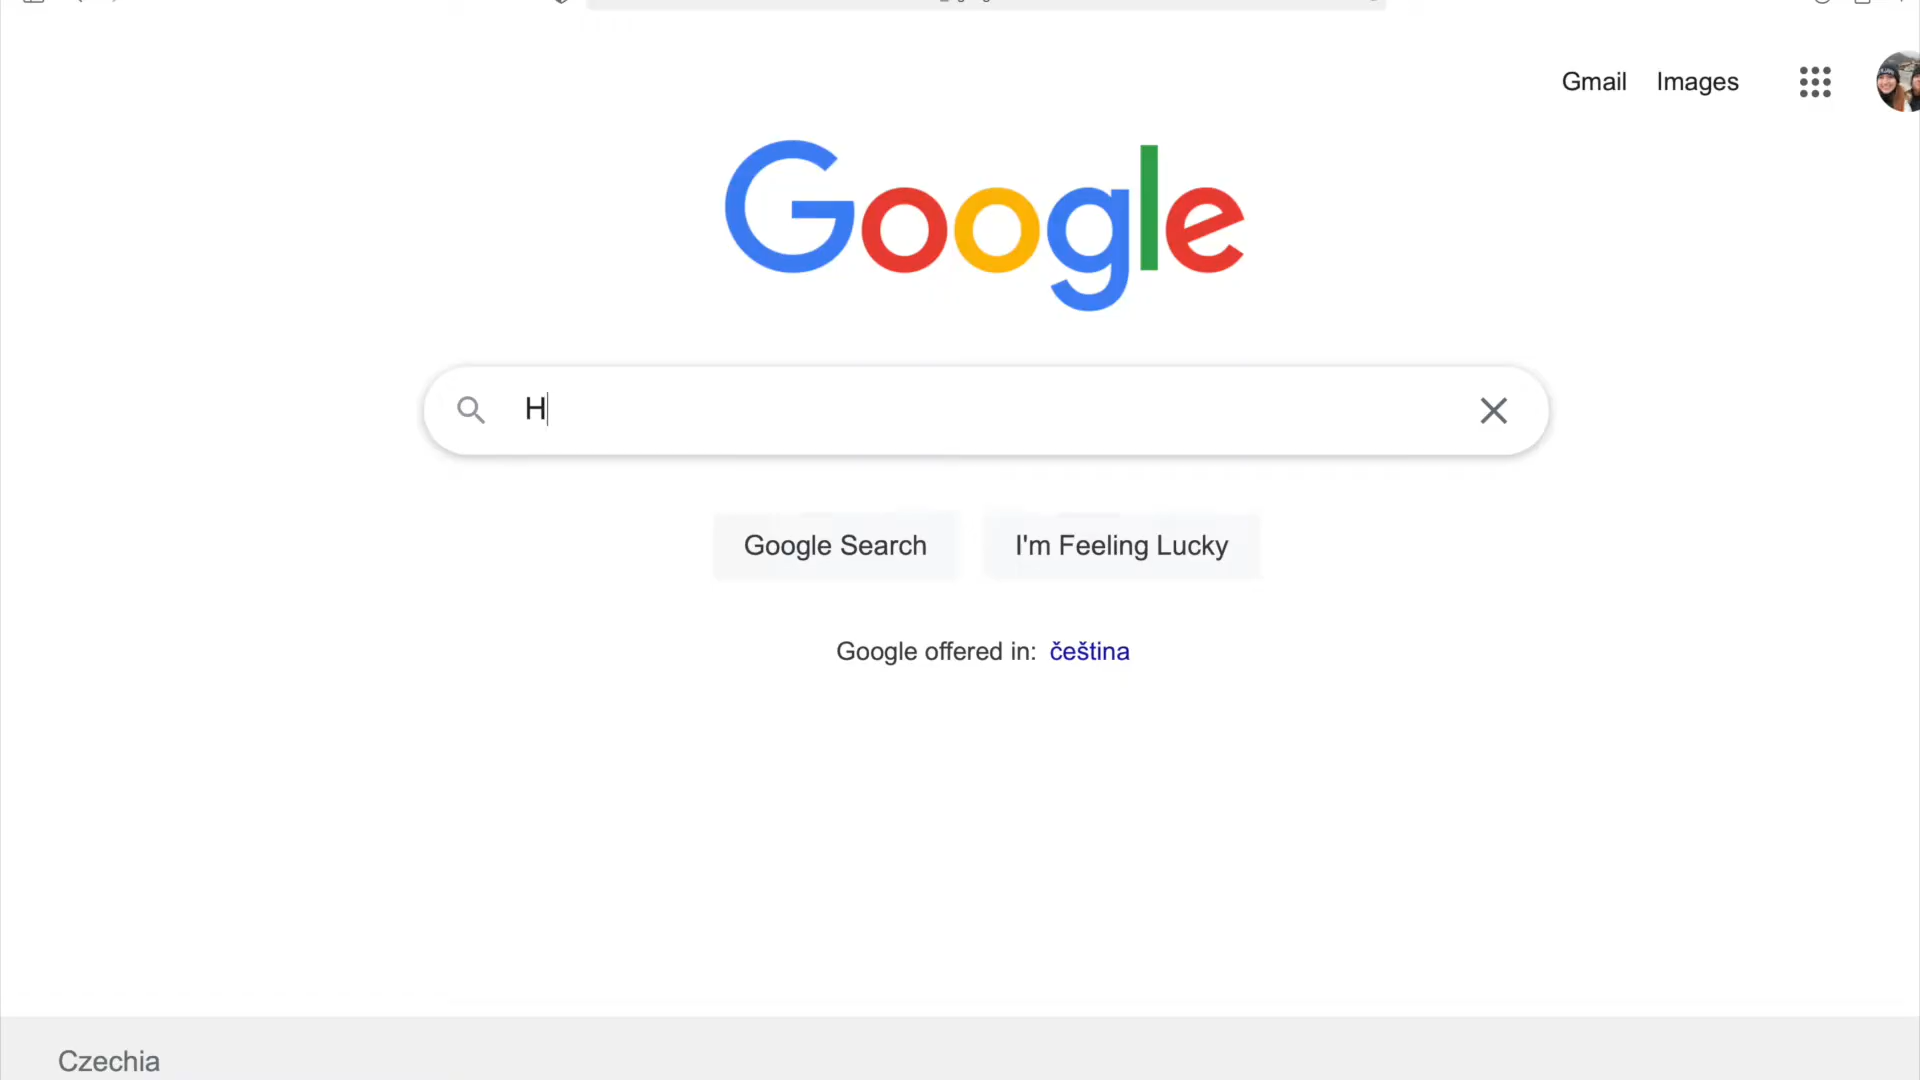 Gmail Images
Google
H
Google Search I'm Feeling Lucky
Google offered in: čeština
Czechia